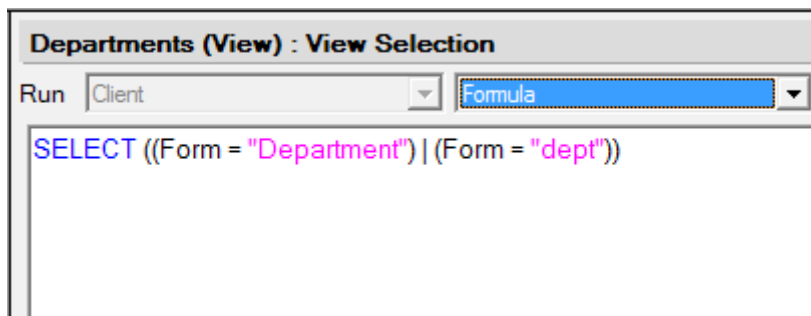 Departments (View) : View Selection
Run Client Formula
SELECT ((Form = "Department") | (Form = "dept"))